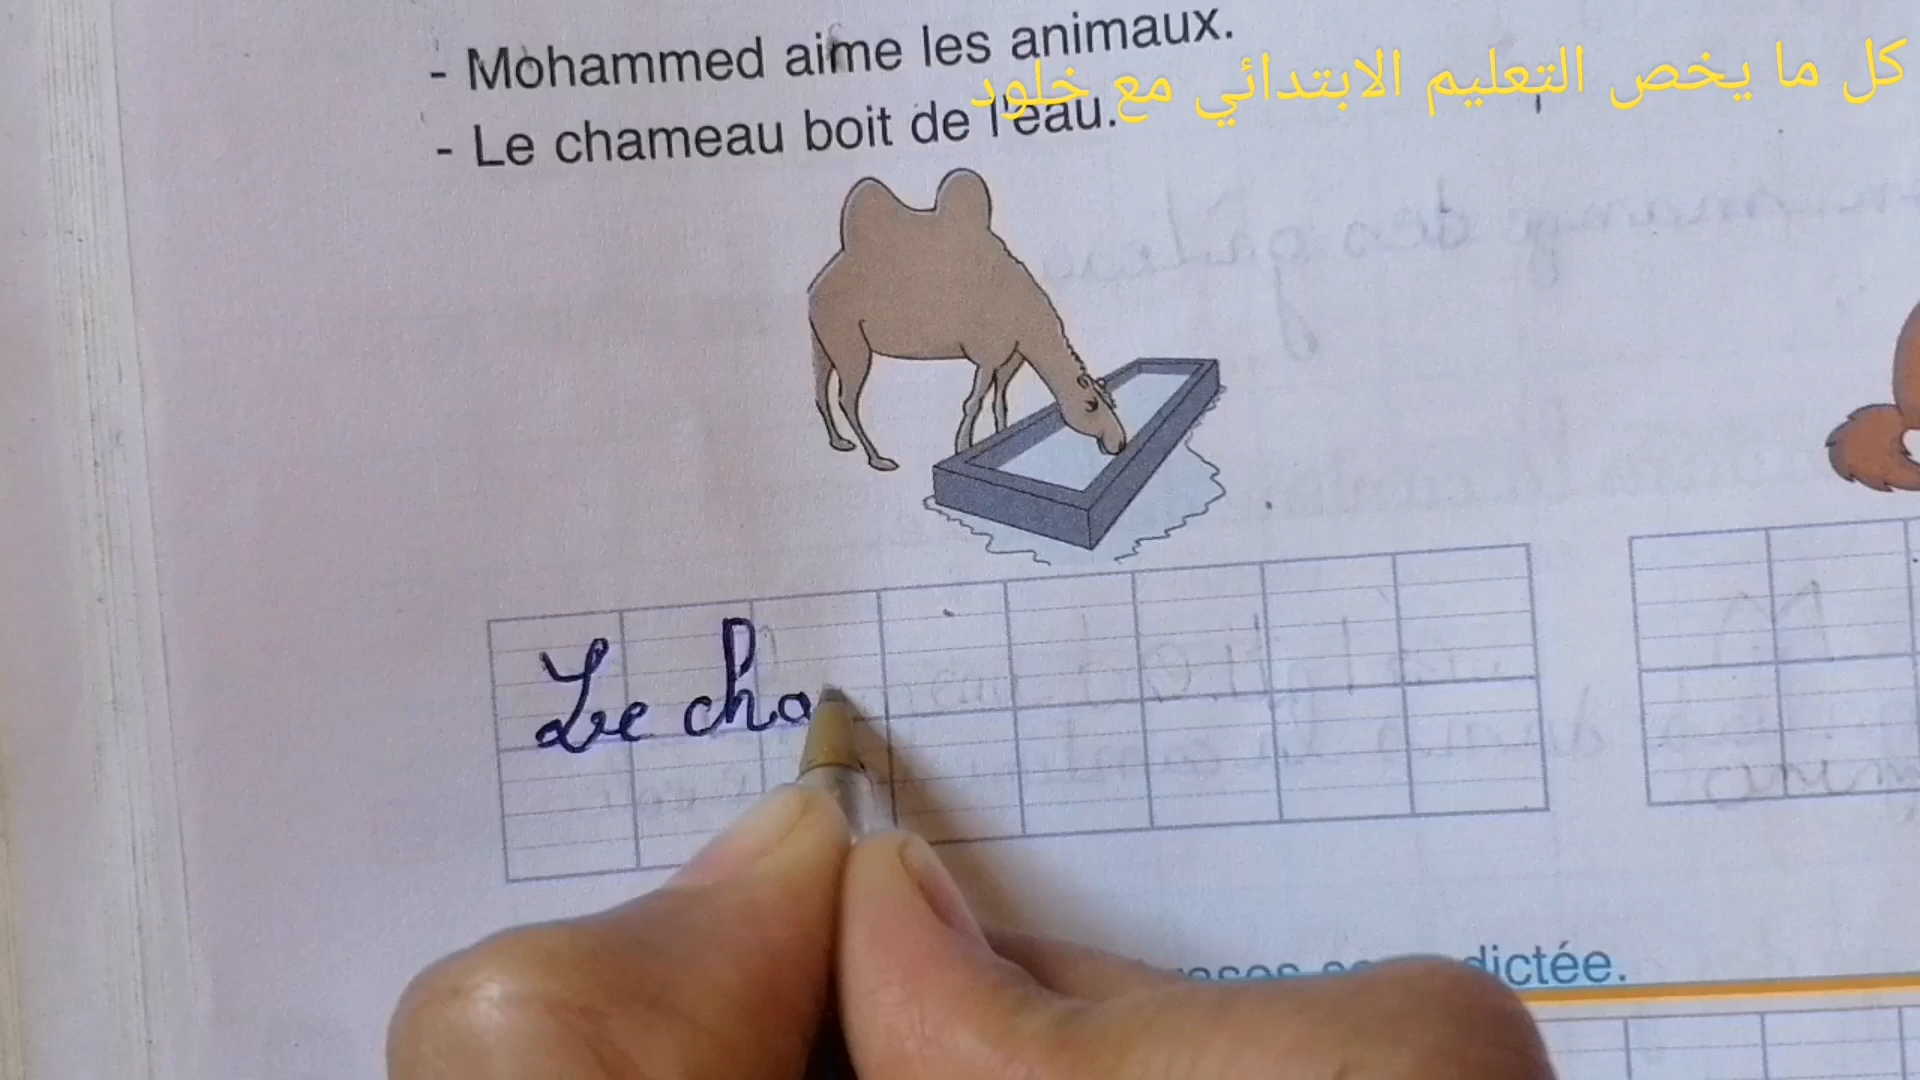 - Mohammed aime les animaux.
كل ما يخص التعليم الابتدائي مع خلود
- Le chameau boit de l'eau.
Le cha
dictée.